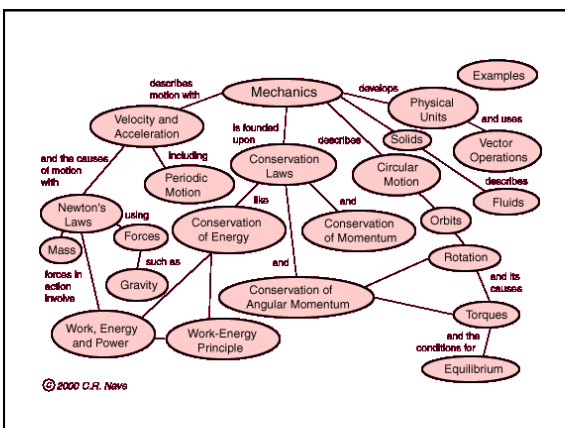 Examples
describes
motion with
Mechanics
develops
Physical
Units
and uses
Velocity and
Acceleration
is founded
upon
describes
Solids
Vector
Operations
and the causes
of motion
with
including
Conservation
Laws
Circular
Motion
describes
Periodic
Motion
Fluids
Newton's
Laws
using
like
and
Orbits
Mass
Forces
Conservation
of Energy
Conservation
of Momentum
forces in
action
involve
such as
and
Rotation
Gravity
and its
causes
Conservation of
Angular Momentum
Torques
Work, Energy
and Power
Work-Energy
Principle
and the
conditions for
Equilibrium
© 2000 C.R. Nave